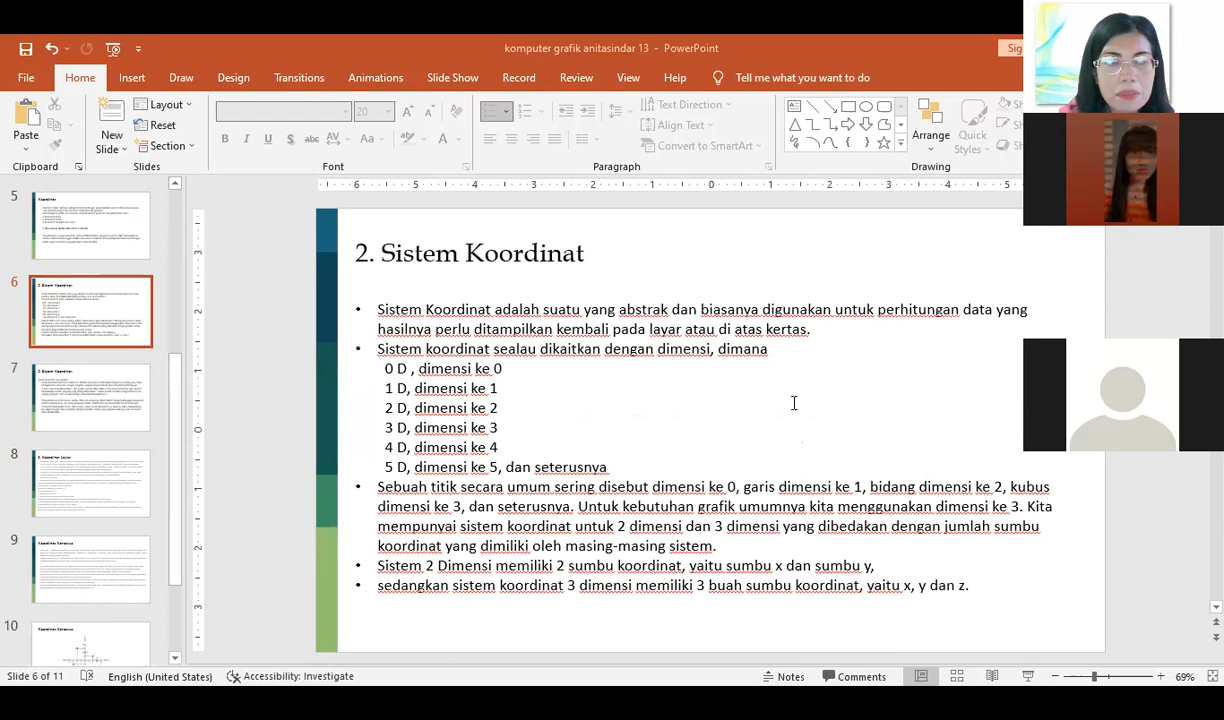 komputer grafik anitasindar 13 - PowerPoint
File Home Insert Draw Design Transitions Animations Slide Show Record Review View Help Tell me what you want to do
Paste
Clipboard
New Slide
Layout
Reset
Section
Slides
Font
Text Direction
Align Text
Convert to SmartArt
Paragraph
Arrange
Quick Styles
Drawing
5
6
7
8
9
10
2. Sistem Koordinat
• Sistem Koordinat adalah suatu yang abstrak dan biasanya digunakan untuk perhitungan data yang
hasilnya perlu tampilkan kembali pada layar atau di atas kertas.
• Sistem koordinat sealau dikaitkan dengan dimensi, dimana
0 D , dimensi ke 0
1 D, dimensi ke 1
2 D, dimensi ke 2
3 D, dimensi ke 3
4 D, dimensi ke 4
5 D, dimensi ke 5, dan seterusnya
• Sebuah titik secara umum sering disebut dimensi ke 0, garis dimensi ke 1, bidang dimensi ke 2, kubus
dimensi ke 3, dan seterusnya. Untuk kebutuhan grafik umumnya kita menggunakan dimensi ke 3. Kita
mempunyai sistem koordinat untuk 2 dimensi dan 3 dimensi yang dibedakan dengan jumlah sumbu
koordinat yang dimiliki oleh masing-masing sistem.
• Sistem 2 Dimensi memiliki 2 sumbu koordinat, yaitu sumbu x dan sumbu y,
• sedangkan sistem koordinat 3 dimensi memiliki 3 buah sumbu koordinat, yaitu x, y dan z.
Slide 6 of 11 English (United States) Accessibility: Investigate Notes Comments 69%